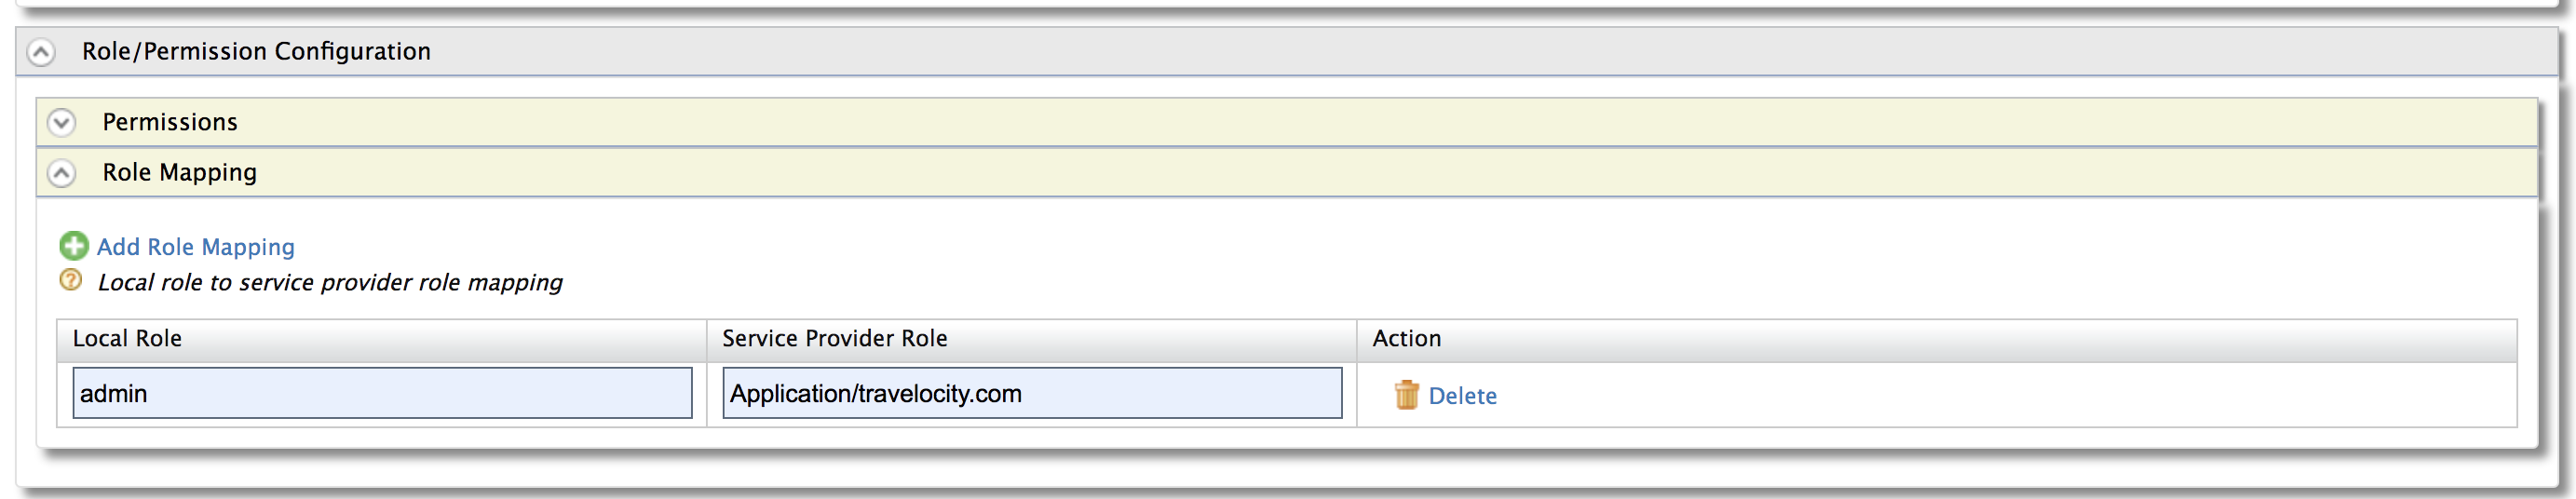 Role/Permission Configuration
Permissions
Role Mapping
Add Role Mapping
Local role to service provider role mapping
Local Role Service Provider Role Action
admin Application/travelocity.com Delete